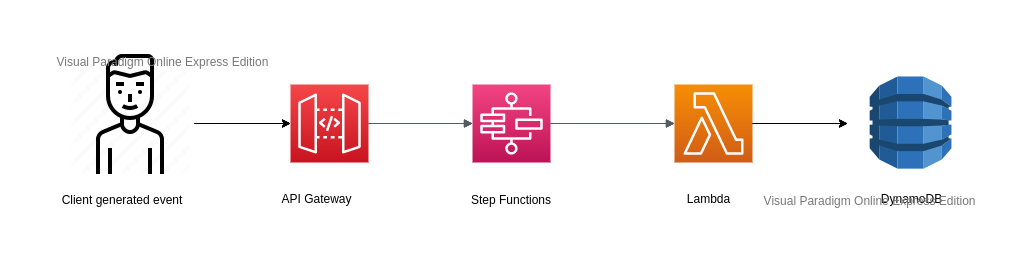 Visual Paradigm Online Express Edition
</>
Client generated event
API Gateway
Step Functions
Lambda
DynamoDB
Visual Paradigm Online Express Edition